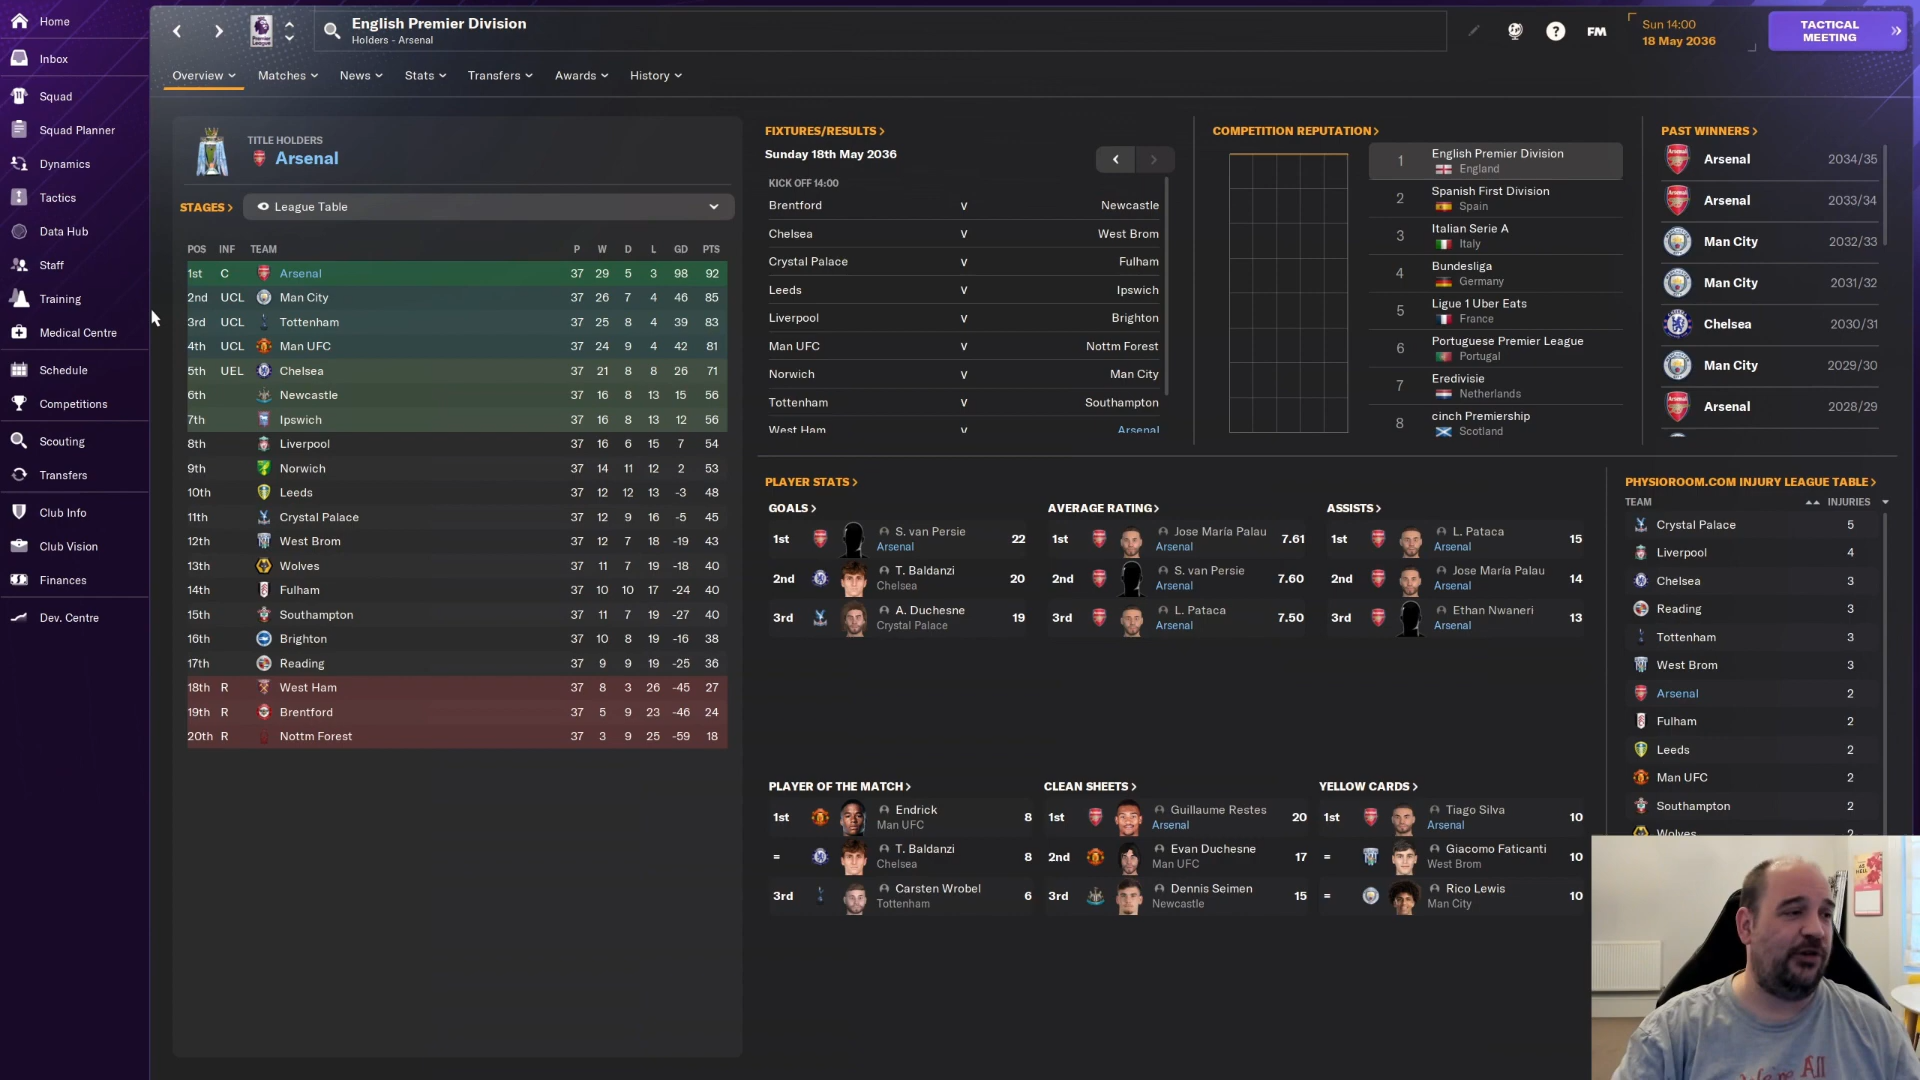 Home
Inbox
Squad
Squad Planner
Dynamics
Tactics
Data Hub
Staff
Training
Medical Centre
Schedule
Competitions
Scouting
Transfers
Club Info
Club Vision
Finances
Dev. Centre
English Premier Division
Holders - Arsenal
FM
Sun 14:00
18 May 2036
TACTICAL MEETING
Overview Matches News Stats Transfers Awards History
TITLE HOLDERS
Arsenal
STAGES League Table
POS INF TEAM P W D L GD PTS
1st C Arsenal 37 29 5 3 98 92
2nd UCL Man City 37 26 7 4 46 85
3rd UCL Tottenham 37 25 8 4 39 83
4th UCL Man UFC 37 24 9 4 42 81
5th UEL Chelsea 37 21 8 8 26 71
6th Newcastle 37 16 8 13 15 56
7th Ipswich 37 16 8 13 12 56
8th Liverpool 37 16 6 15 7 54
9th Norwich 37 14 11 12 2 53
10th Leeds 37 12 12 13 -3 48
11th Crystal Palace 37 12 9 16 -5 45
12th West Brom 37 12 7 18 -19 43
13th Wolves 37 11 7 19 -18 40
14th Fulham 37 10 10 17 -24 40
15th Southampton 37 11 7 19 -27 40
16th Brighton 37 10 8 19 -16 38
17th Reading 37 9 9 19 -25 36
18th R West Ham 37 8 3 26 -45 27
19th R Brentford 37 5 9 23 -46 24
20th R Nottm Forest 37 3 9 25 -59 18
FIXTURES/RESULTS
Sunday 18th May 2036
KICK OFF 14:00
Brentford v Newcastle
Chelsea v West Brom
Crystal Palace v Fulham
Leeds v Ipswich
Liverpool v Brighton
Man UFC v Nottm Forest
Norwich v Man City
Tottenham v Southampton
West Ham v Arsenal
COMPETITION REPUTATION
1 English Premier Division
England
2 Spanish First Division
Spain
3 Italian Serie A
Italy
4 Bundesliga
Germany
5 Ligue 1 Uber Eats
France
6 Portuguese Premier League
Portugal
7 Eredivisie
Netherlands
8 cinch Premiership
Scotland
PAST WINNERS
Arsenal 2034/35
Arsenal 2033/34
Man City 2032/33
Man City 2031/32
Chelsea 2030/31
Man City 2029/30
Arsenal 2028/29
PLAYER STATS
GOALS
1st S. van Persie 22
Arsenal
2nd T. Baldanzi 20
Chelsea
3rd A. Duchesne 19
Crystal Palace
AVERAGE RATING
1st Jose María Palau 7.61
Arsenal
2nd S. van Persie 7.60
Arsenal
3rd L. Pataca 7.50
Arsenal
ASSISTS
1st L. Pataca 15
Arsenal
2nd Jose María Palau 14
Arsenal
3rd Ethan Nwaneri 13
Arsenal
PLAYER OF THE MATCH
1st Endrick 8
Man UFC
= T. Baldanzi 8
Chelsea
3rd Carsten Wrobel 6
Tottenham
CLEAN SHEETS
1st Guillaume Restes 20
Arsenal
2nd Evan Duchesne 17
Man UFC
3rd Dennis Seimen 15
Newcastle
YELLOW CARDS
1st Tiago Silva 10
Arsenal
= Giacomo Faticanti 10
West Brom
= Rico Lewis 10
Man City
PHYSIOROOM.COM INJURY LEAGUE TABLE
TEAM INJURIES
Crystal Palace 5
Liverpool 4
Chelsea 3
Reading 3
Tottenham 3
West Brom 3
Arsenal 2
Fulham 2
Leeds 2
Man UFC 2
Southampton 2
Wolves 2
We're All